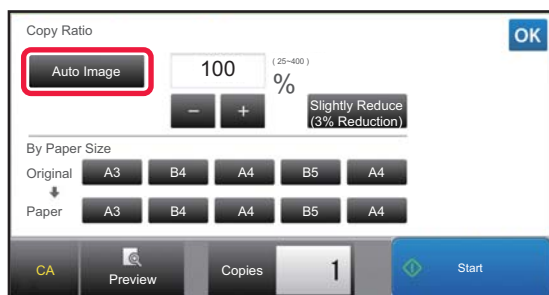 Copy Ratio
OK
Auto Image
100
(25~400)
%
−
+
Slightly Reduce
(3% Reduction)
By Paper Size
Original A3 B4 A4 B5 A4
Paper A3 B4 A4 B5 A4
CA Preview Copies 1 Start